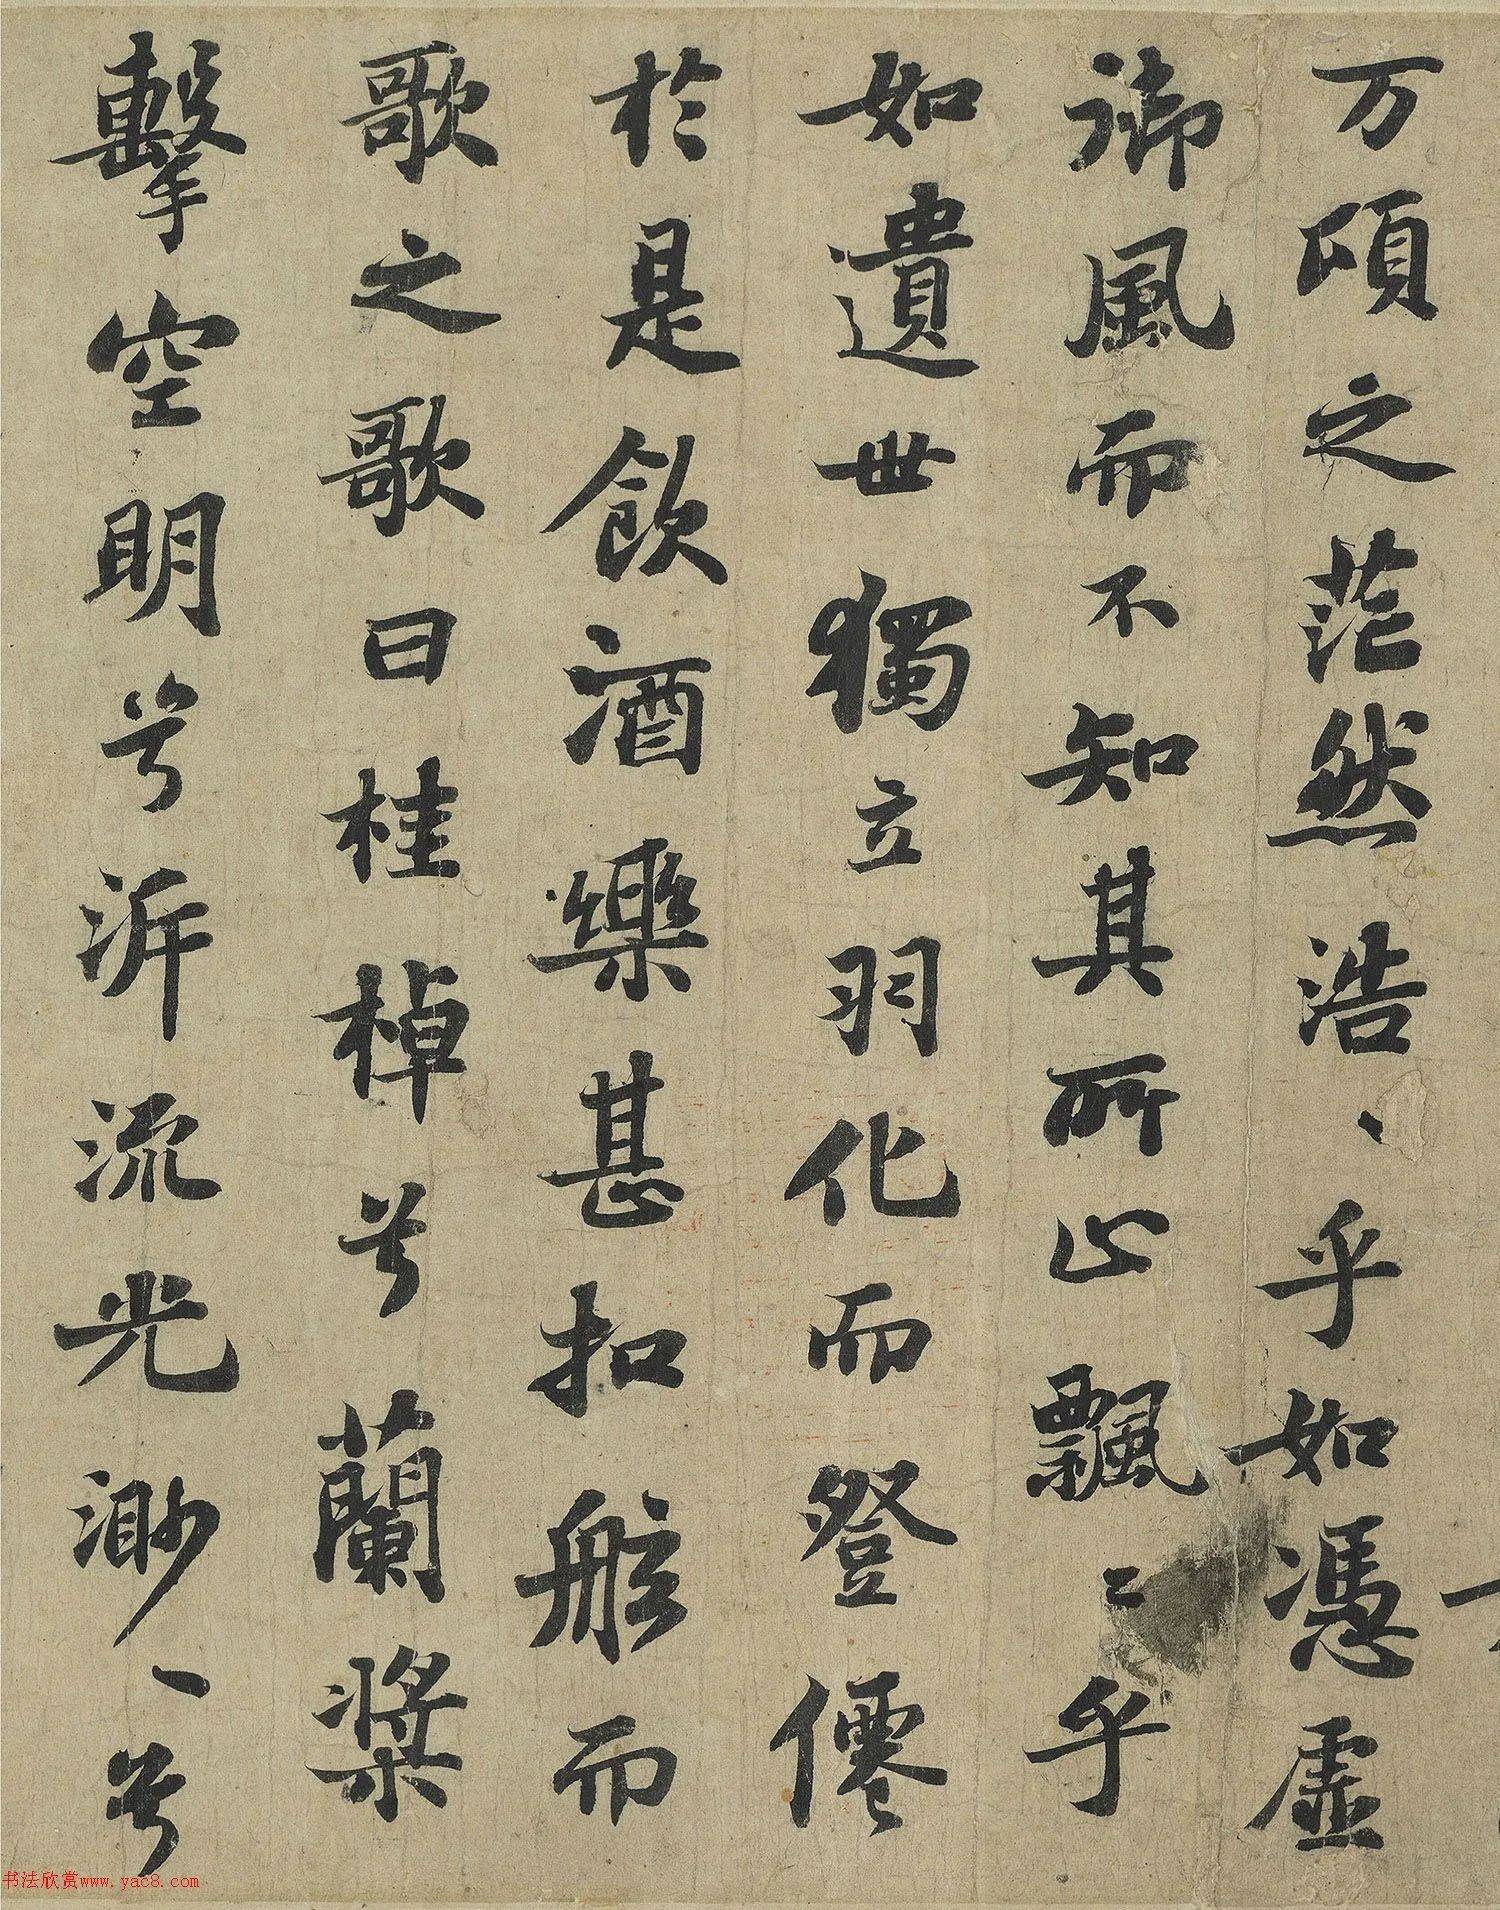 万頃之茫然浩、、乎如憑虛
御風而不知其所止飄〻乎
如遺世獨立羽化而登僊
於是飲酒樂甚扣舷而
歌之歌曰桂棹兮蘭槳
擊空明兮泝流光渺、兮
书法欣赏www.yac8.com